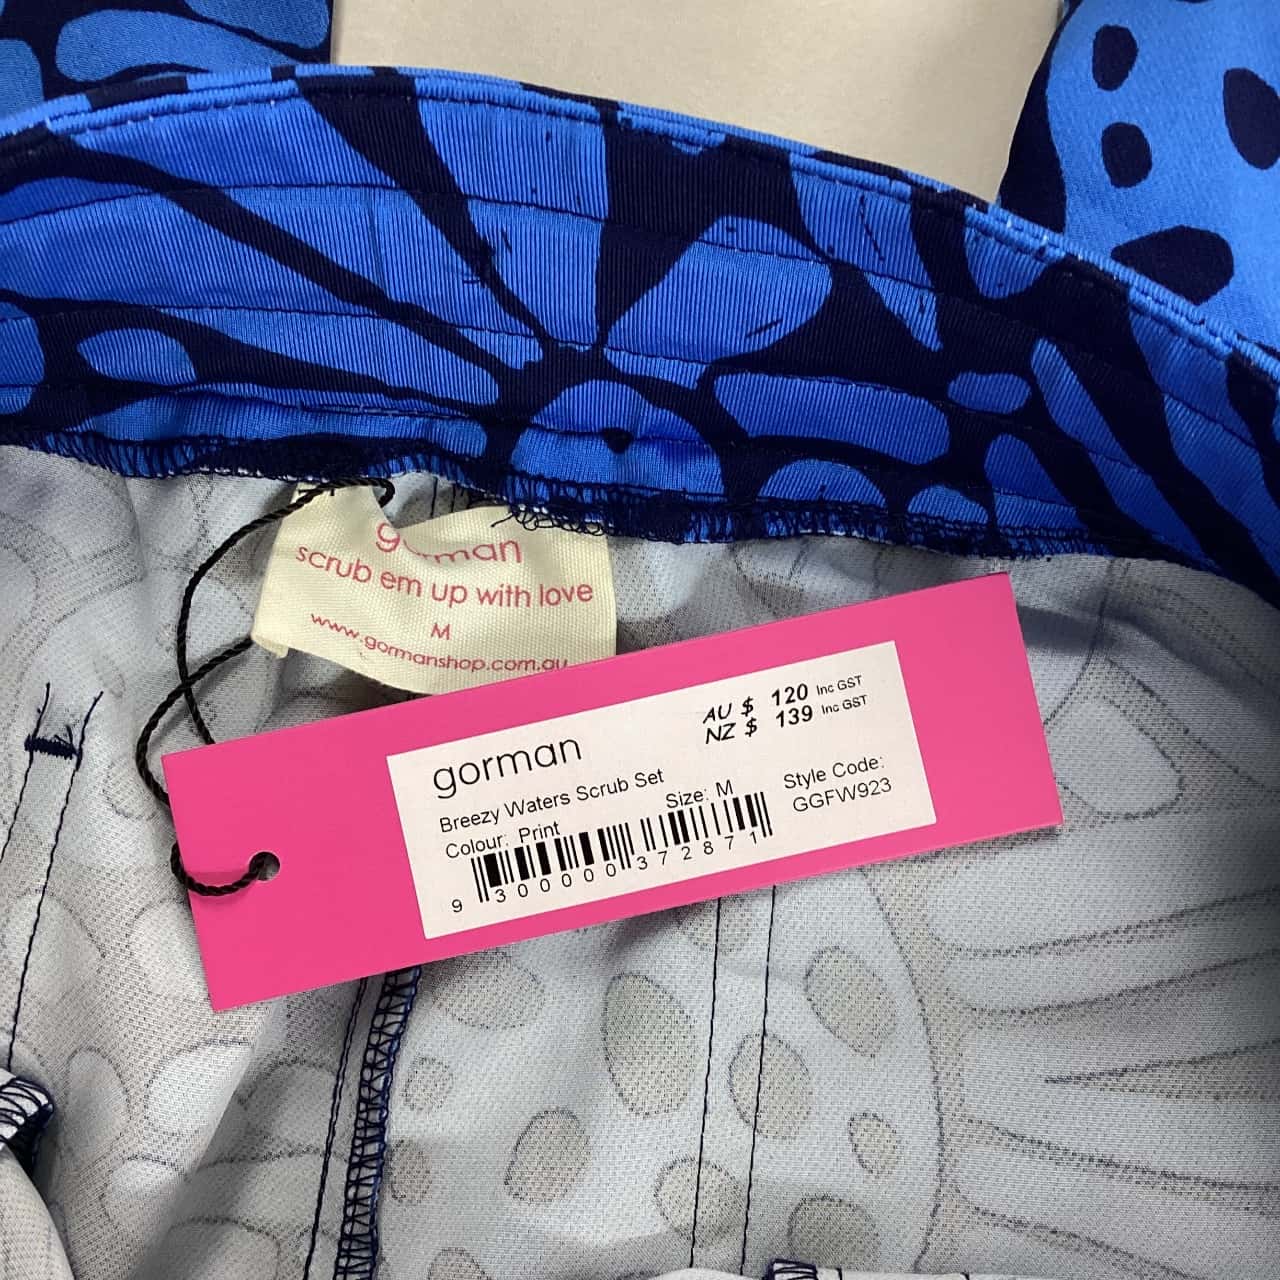 gorman
scrub em up with love
M
www.gormanshop.com.au
gorman
AU $ 120 Inc GST
NZ $ 139 Inc GST
Breezy Waters Scrub Set
Colour: Print
Size: M
Style Code:
GGFW923
9 300000 372871